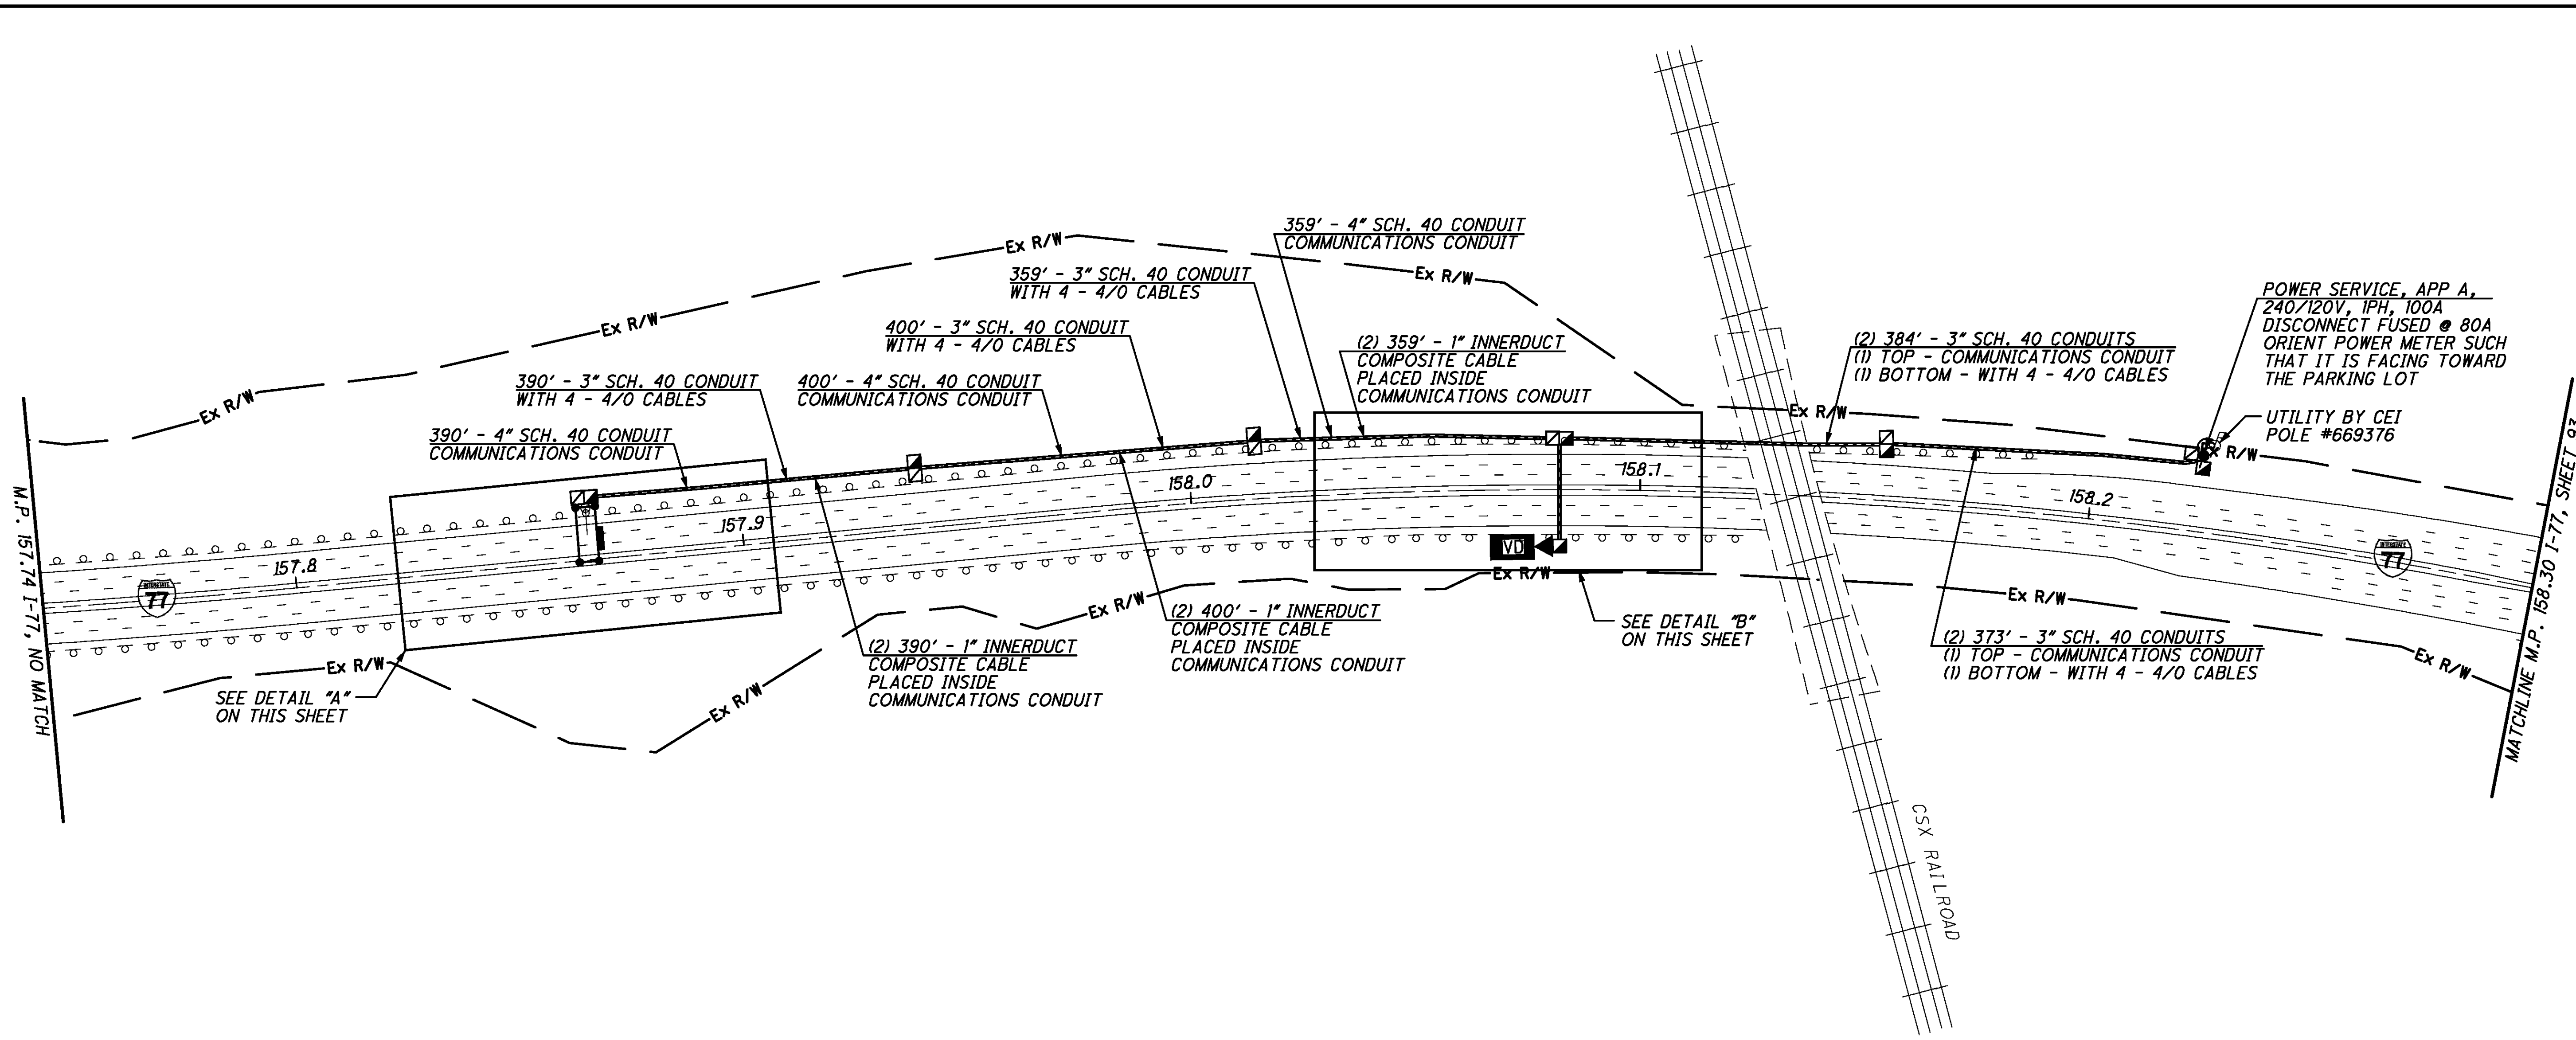 359' - 4" SCH. 40 CONDUIT
COMMUNICATIONS CONDUIT
Ex R/W
359' - 3" SCH. 40 CONDUIT
WITH 4 - 4/0 CABLES
Ex R/W
POWER SERVICE, APP A,
240/120V, 1PH, 100A
DISCONNECT FUSED @ 80A
ORIENT POWER METER SUCH
THAT IT IS FACING TOWARD
THE PARKING LOT
Ex R/W
400' - 3" SCH. 40 CONDUIT
WITH 4 - 4/0 CABLES
(2) 359' - 1" INNERDUCT
COMPOSITE CABLE
PLACED INSIDE
COMMUNICATIONS CONDUIT
(2) 384' - 3" SCH. 40 CONDUITS
(1) TOP - COMMUNICATIONS CONDUIT
(1) BOTTOM - WITH 4 - 4/0 CABLES
390' - 3" SCH. 40 CONDUIT
WITH 4 - 4/0 CABLES
400' - 4" SCH. 40 CONDUIT
COMMUNICATIONS CONDUIT
Ex R/W
Ex R/W
UTILITY BY CEI
POLE #669376
390' - 4" SCH. 40 CONDUIT
COMMUNICATIONS CONDUIT
Ex R/W
M.P. 157.74 I-77, NO MATCH
157.8
157.9
158.0
158.1
158.2
INTERSTATE
77
INTERSTATE
77
VD
Ex R/W
Ex R/W
Ex R/W
MATCHLINE M.P. 158.30 I-77, SHEET 26
(2) 400' - 1" INNERDUCT
COMPOSITE CABLE
PLACED INSIDE
COMMUNICATIONS CONDUIT
SEE DETAIL "B"
ON THIS SHEET
(2) 390' - 1" INNERDUCT
COMPOSITE CABLE
PLACED INSIDE
COMMUNICATIONS CONDUIT
(2) 373' - 3" SCH. 40 CONDUITS
(1) TOP - COMMUNICATIONS CONDUIT
(1) BOTTOM - WITH 4 - 4/0 CABLES
Ex R/W
Ex R/W
Ex R/W
SEE DETAIL "A"
ON THIS SHEET
CSX RAILROAD